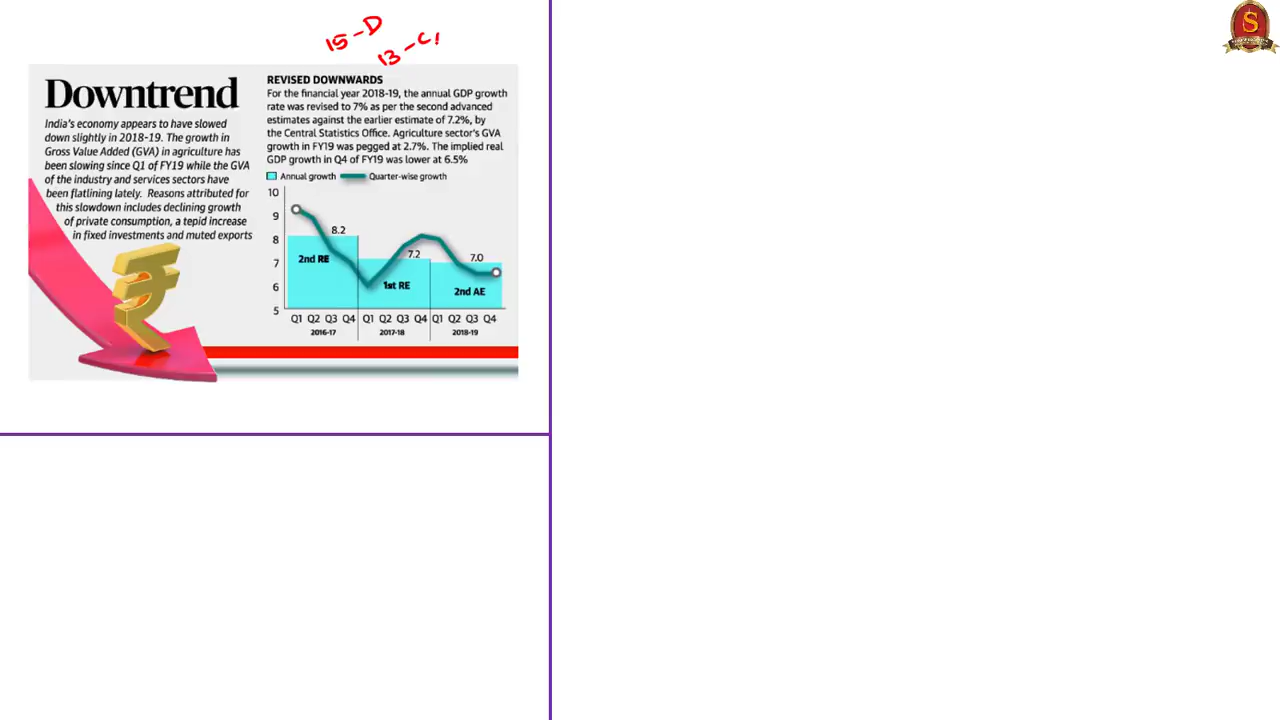 15-D
13-C,
Downtrend
India's economy appears to have slowed
down slightly in 2018-19. The growth in
Gross Value Added (GVA) in agriculture has
been slowing since Q1 of FY19 while the GVA
of the industry and services sectors have
been flatlining lately. Reasons attributed for
this slowdown includes declining growth
of private consumption, a tepid increase
in fixed investments and muted exports
REVISED DOWNWARDS
For the financial year 2018-19, the annual GDP growth
rate was revised to 7% as per the second advanced
estimates against the earlier estimate of 7.2%, by
the Central Statistics Office. Agriculture sector's GVA
growth in FY19 was pegged at 2.7%. The implied real
GDP growth in Q4 of FY19 was lower at 6.5%
Annual growth Quarter-wise growth
10
9
8
7
6
5
8.2
7.2
7.0
2nd RE
1st RE
2nd AE
Q1 Q2 Q3 Q4 Q1 Q2 Q3 Q4 Q1 Q2 Q3 Q4
2016-17 2017-18 2018-19
S